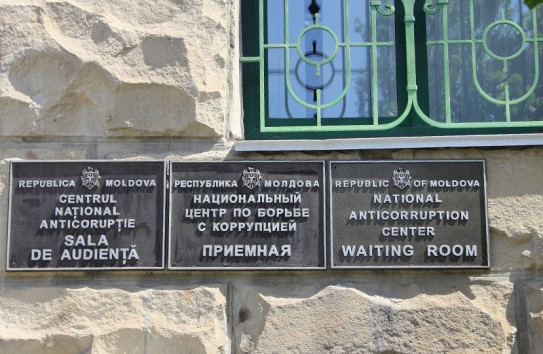 REPUBLICA MOLDOVA
CENTRUL
NAȚIONAL
ANTICORUPȚIE
SALA
DE AUDIENȚĂ
РЕСПУБЛИКА МОЛДОВА
НАЦИОНАЛЬНЫЙ
ЦЕНТР ПО БОРЬБЕ
С КОРРУПЦИЕЙ
ПРИЕМНАЯ
REPUBLIC OF MOLDOVA
NATIONAL
ANTICORRUPTION
CENTER
WAITING ROOM